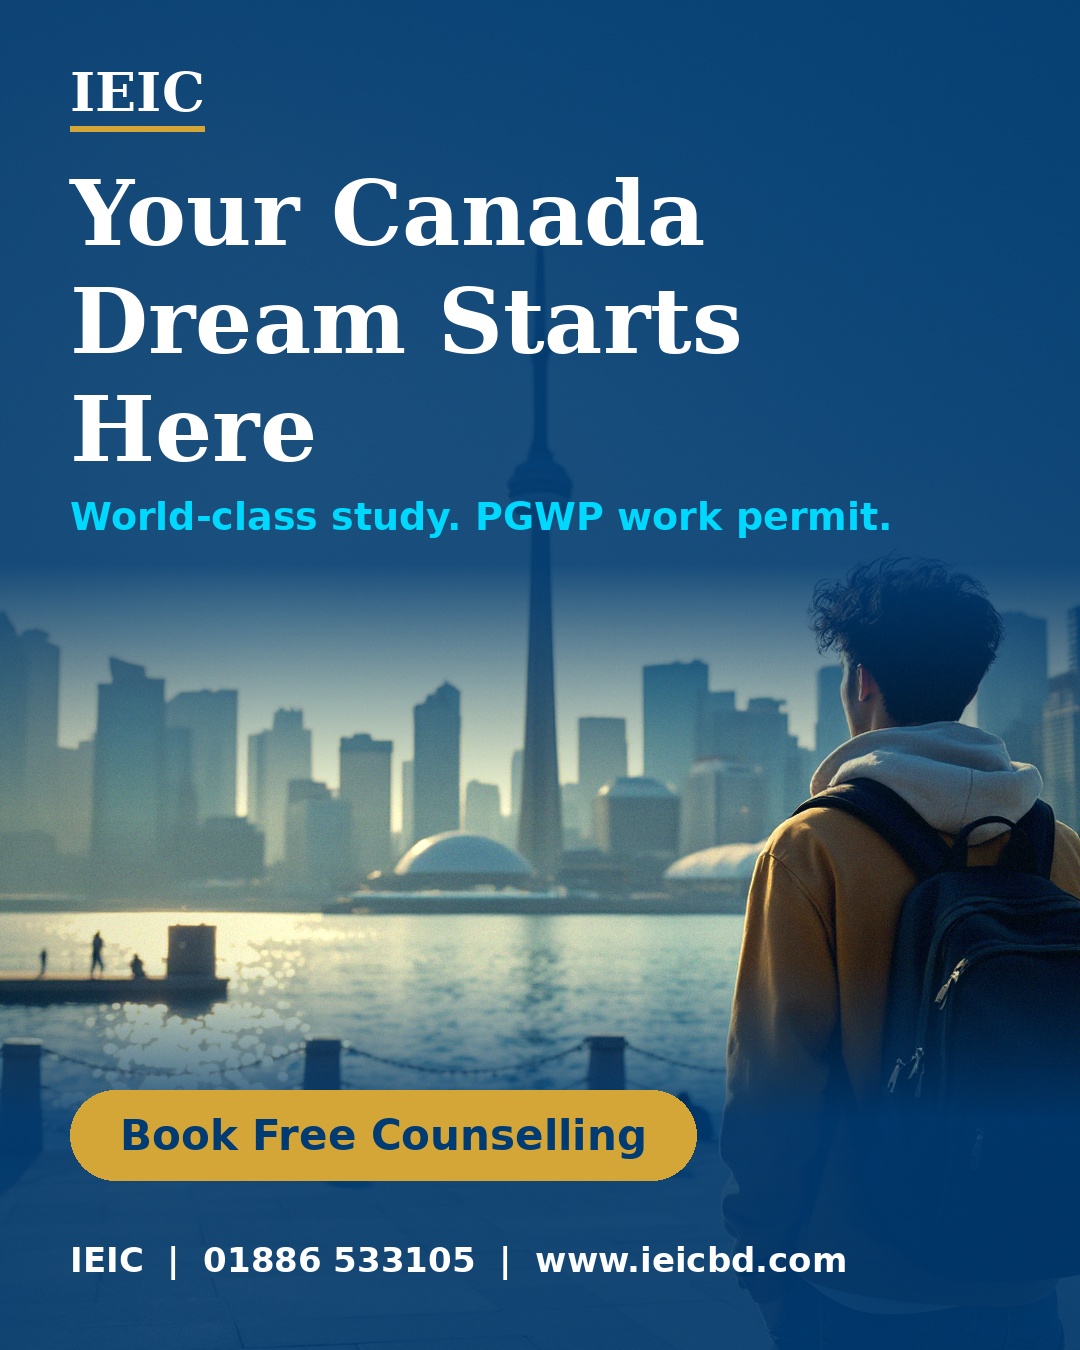 IEIC
Your Canada
Dream Starts
Here
World-class study. PGWP work permit.
Book Free Counselling
IEIC | 01886 533105 | www.ieicbd.com